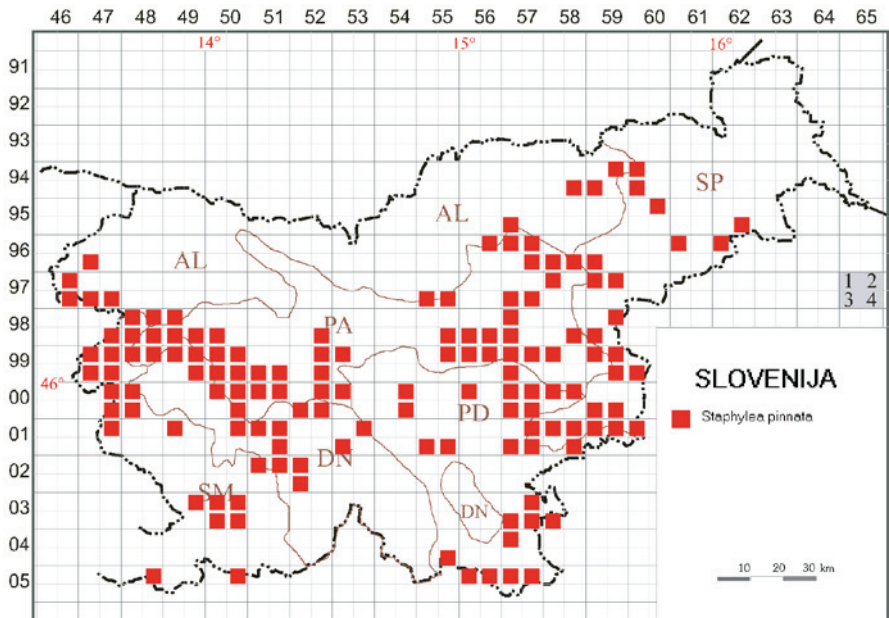 46 47 48 49 50 51 52 53 54 55 56 57 58 59 60 61 62 63 64 65
14° 15° 16°
91
92
93
94
SP
95
AL
96
AL
97
1 2
3 4
98
PA
99
46°
SLOVENIJA
00
Staphylea pinnata
PD
01
DN
02
SM
03
DN
04
10 20 30 km
05